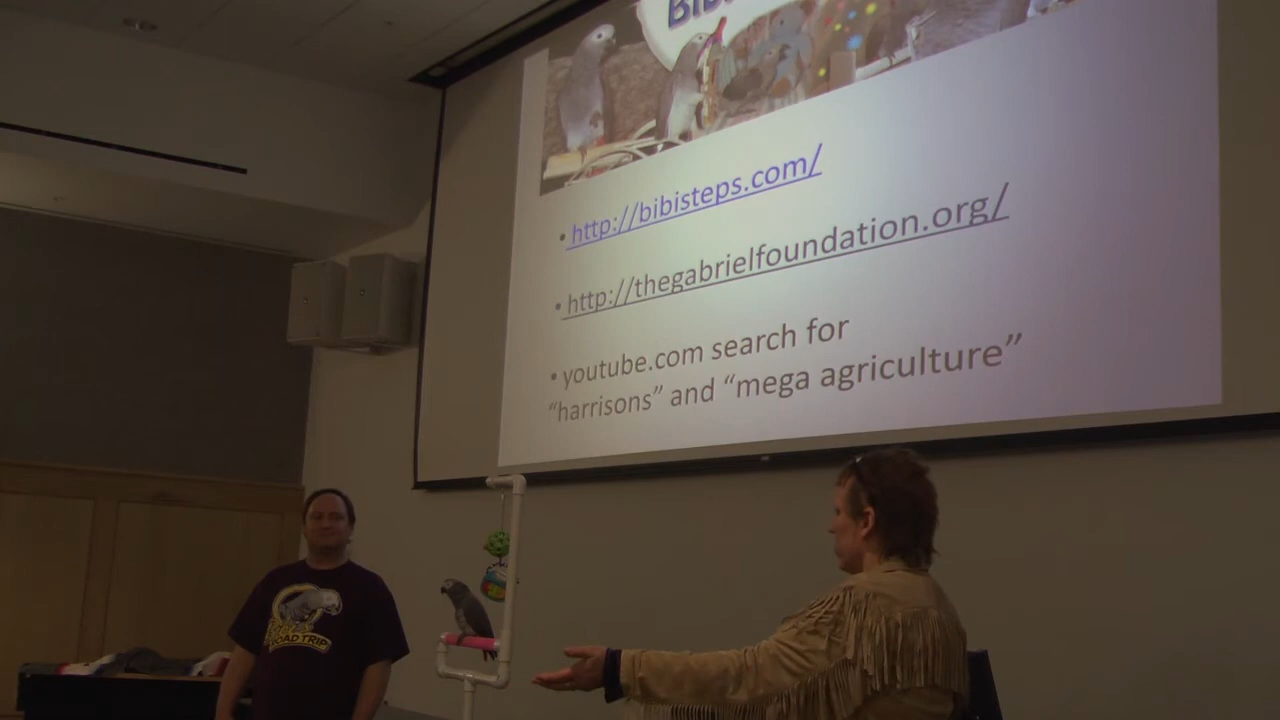 • http://bibisteps.com/
• http://thegabrielfoundation.org/
• youtube.com search for
“harrisons” and “mega agriculture”
ROAD TRIP